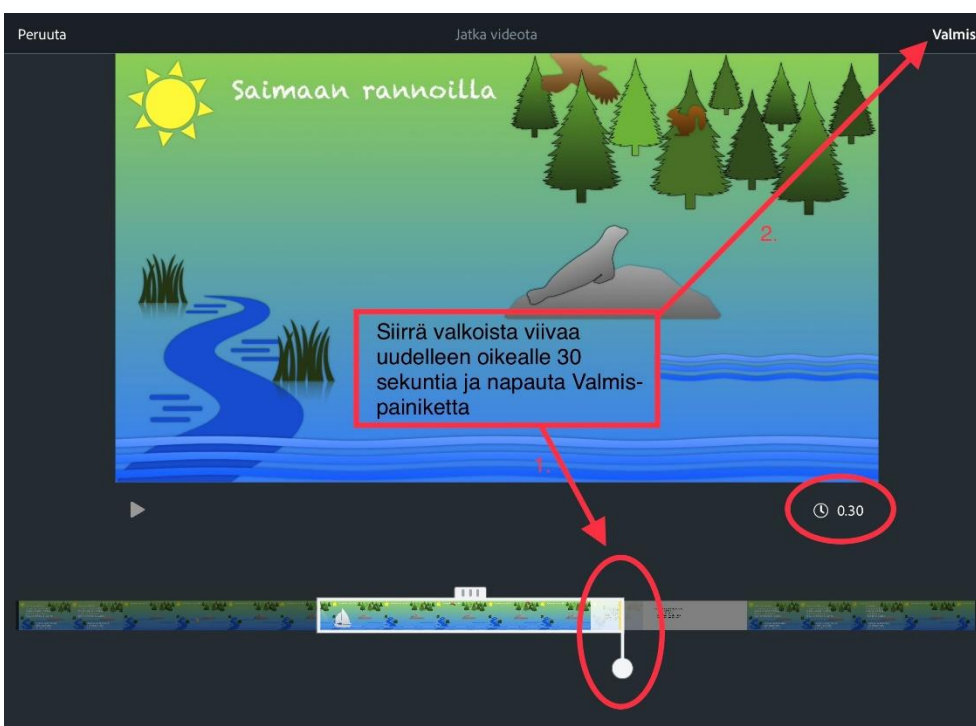 Peruuta
Jatka videota
Valmis
Saimaan rannoilla
2.
Siirrä valkoista viivaa
uudelleen oikealle 30
sekuntia ja napauta Valmis-
painiketta
1.
0.30